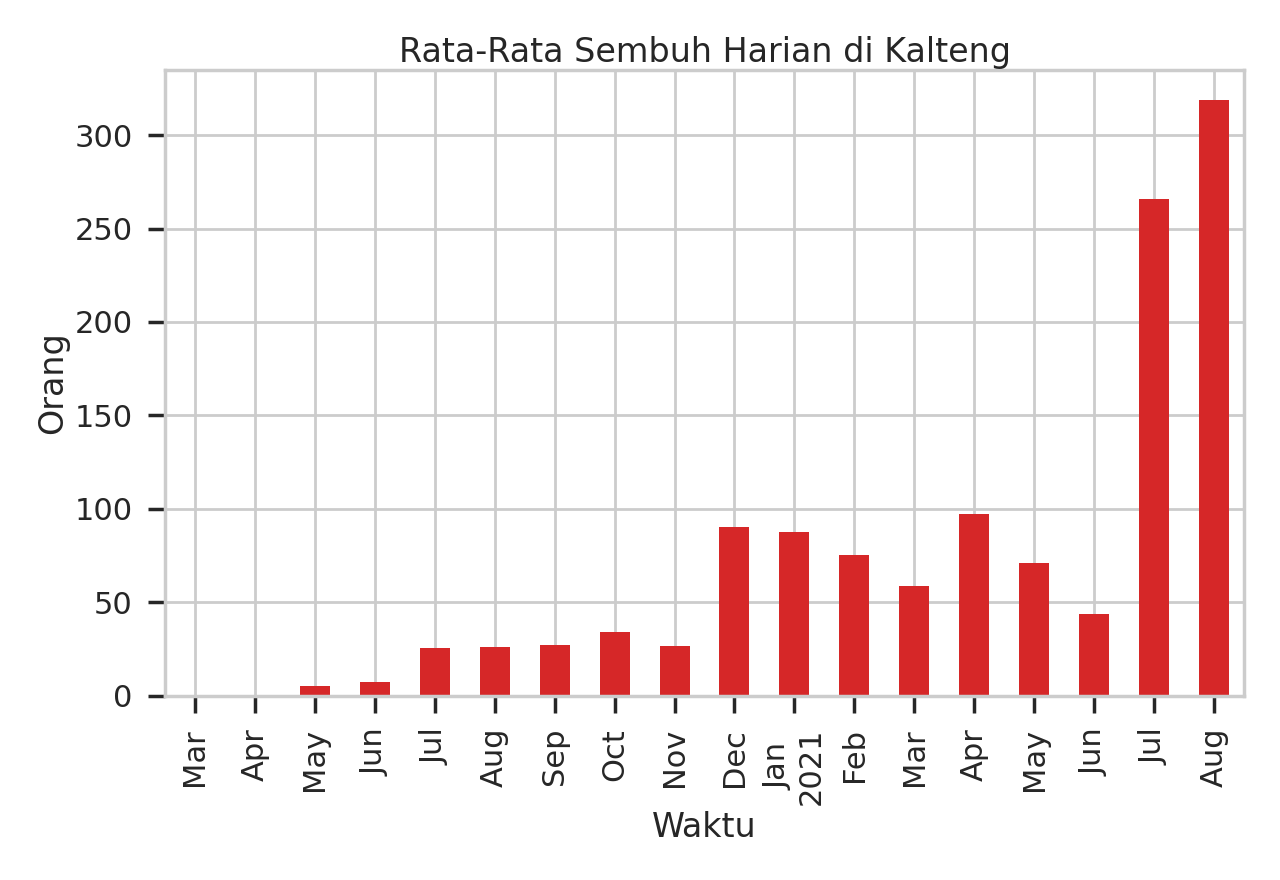 Rata-Rata Sembuh Harian di Kalteng
Orang
300
250
200
150
100
50
0
Mar
Apr
May
Jun
Jul
Aug
Sep
Oct
Nov
Dec
Jan
2021
Feb
Mar
Apr
May
Jun
Jul
Aug
Waktu